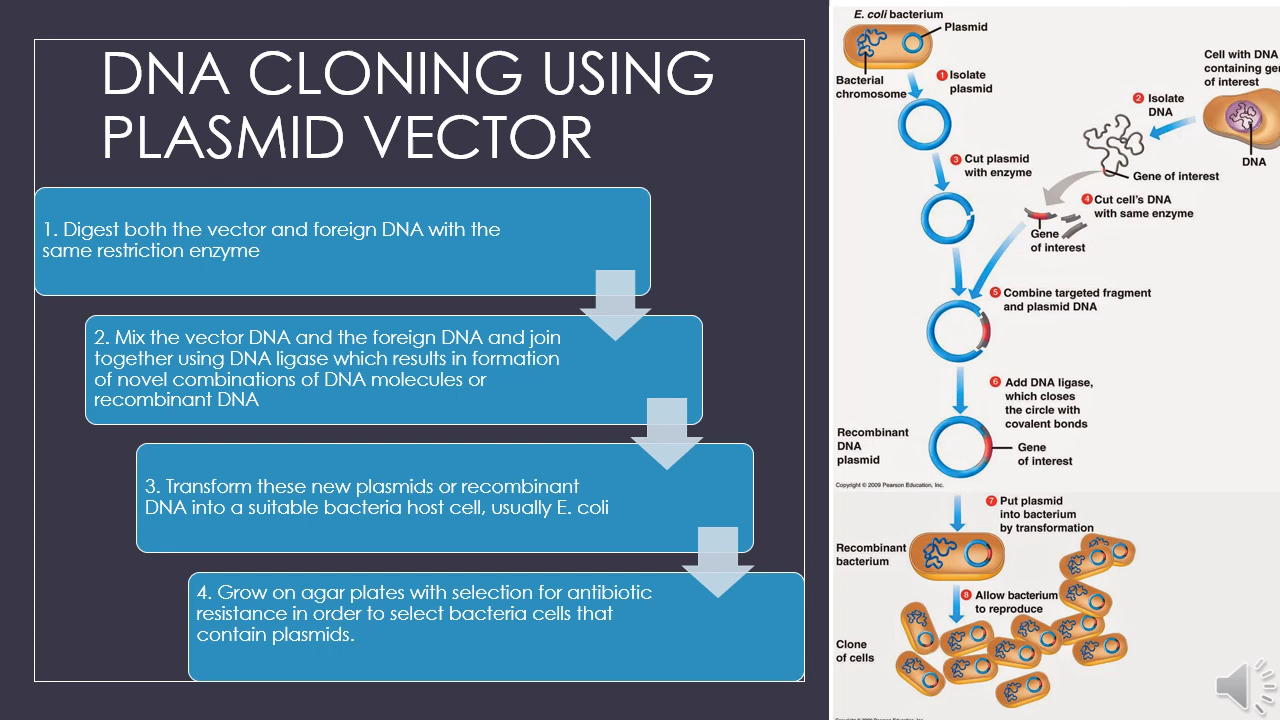 DNA CLONING USING
PLASMID VECTOR
1. Digest both the vector and foreign DNA with the
same restriction enzyme
2. Mix the vector DNA and the foreign DNA and join
together using DNA ligase which results in formation
of novel combinations of DNA molecules or
recombinant DNA
3. Transform these new plasmids or recombinant
DNA into a suitable bacteria host cell, usually E. coli
4. Grow on agar plates with selection for antibiotic
resistance in order to select bacteria cells that
contain plasmids.
E. coli bacterium
Plasmid
Bacterial
chromosome
1 Isolate
plasmid
Cell with DNA
containing gen
of interest
2 Isolate
DNA
DNA
Gene of interest
3 Cut plasmid
with enzyme
4 Cut cell's DNA
with same enzyme
Gene
of interest
5 Combine targeted fragment
and plasmid DNA
6 Add DNA ligase,
which closes
the circle with
covalent bonds
Recombinant
DNA
plasmid
Gene
of interest
Copyright © 2009 Pearson Education, Inc.
7 Put plasmid
into bacterium
by transformation
Recombinant
bacterium
8 Allow bacterium
to reproduce
Clone
of cells